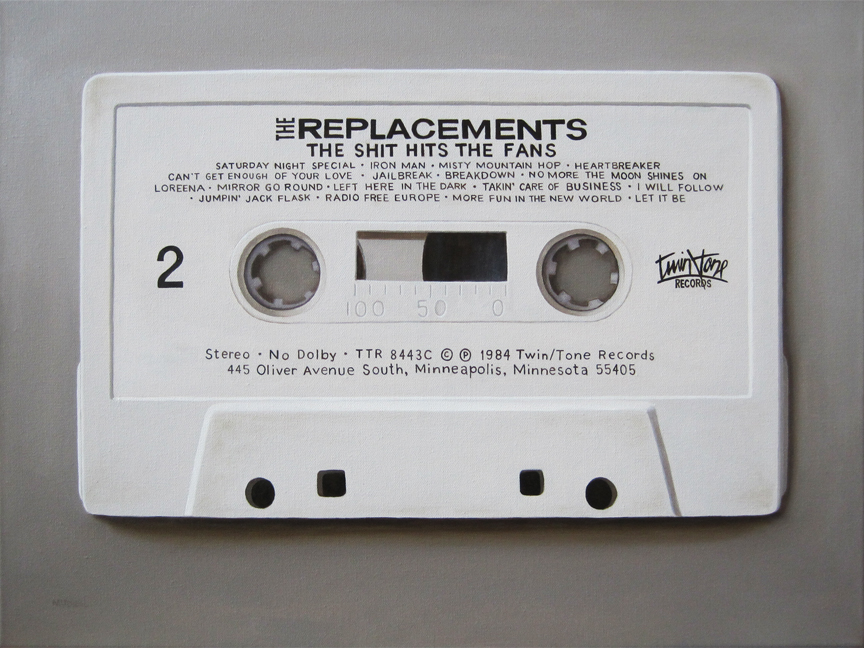 THE REPLACEMENTS
THE SHIT HITS THE FANS
SATURDAY NIGHT SPECIAL · IRON MAN · MISTY MOUNTAIN HOP · HEARTBREAKER
CAN'T GET ENOUGH OF YOUR LOVE · JAILBREAK · BREAKDOWN · NO MORE THE MOON SHINES ON
LOREENA · MIRROR GO ROUND · LEFT HERE IN THE DARK · TAKIN' CARE OF BUSINESS · I WILL FOLLOW
· JUMPIN' JACK FLASK · RADIO FREE EUROPE · MORE FUN IN THE NEW WORLD · LET IT BE
2
Twin/Tone
RECORDS
100 50 0
Stereo · No Dolby · TTR 8443C © ℗ 1984 Twin/Tone Records
445 Oliver Avenue South, Minneapolis, Minnesota 55405